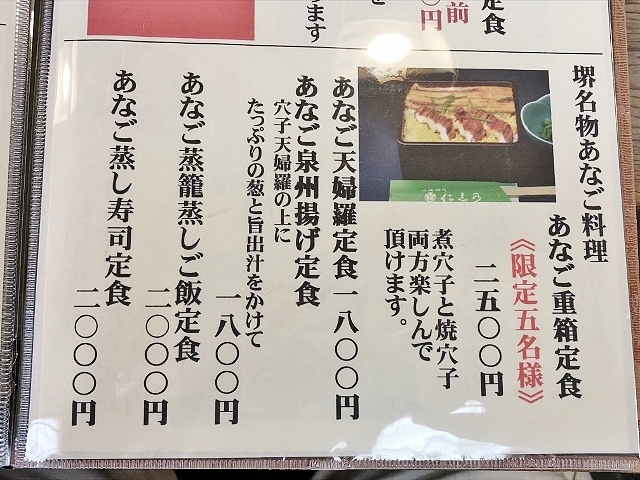 定食
前
円
を
ります
堺名物あなご料理
あなご重箱定食
《限定五名様》
二五〇〇円
煮穴子と焼穴子
両方楽しんで
頂けます。
仁志乃
あなご天婦羅定食一八〇〇円
あなご泉州揚げ定食
穴子天婦羅の上に
たっぷりの葱と旨出汁をかけて
一八〇〇円
あなご蒸籠蒸しご飯定食
二〇〇〇円
あなご蒸し寿司定食
二〇〇〇円